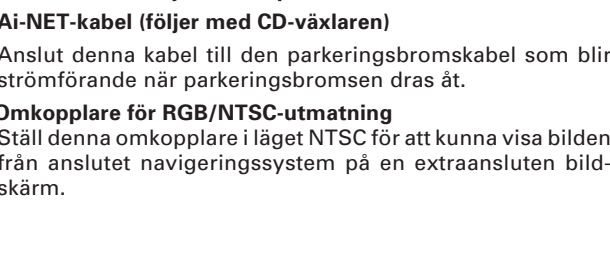 Ai-NET-kabel (följer med CD-växlaren)
Anslut denna kabel till den parkeringsbromskabel som blir
strömförande när parkeringsbromsen dras åt.
Omkopplare för RGB/NTSC-utmatning
Ställ denna omkopplare i läget NTSC för att kunna visa bilden
från anslutet navigeringssystem på en extraansluten bild-
skärm.